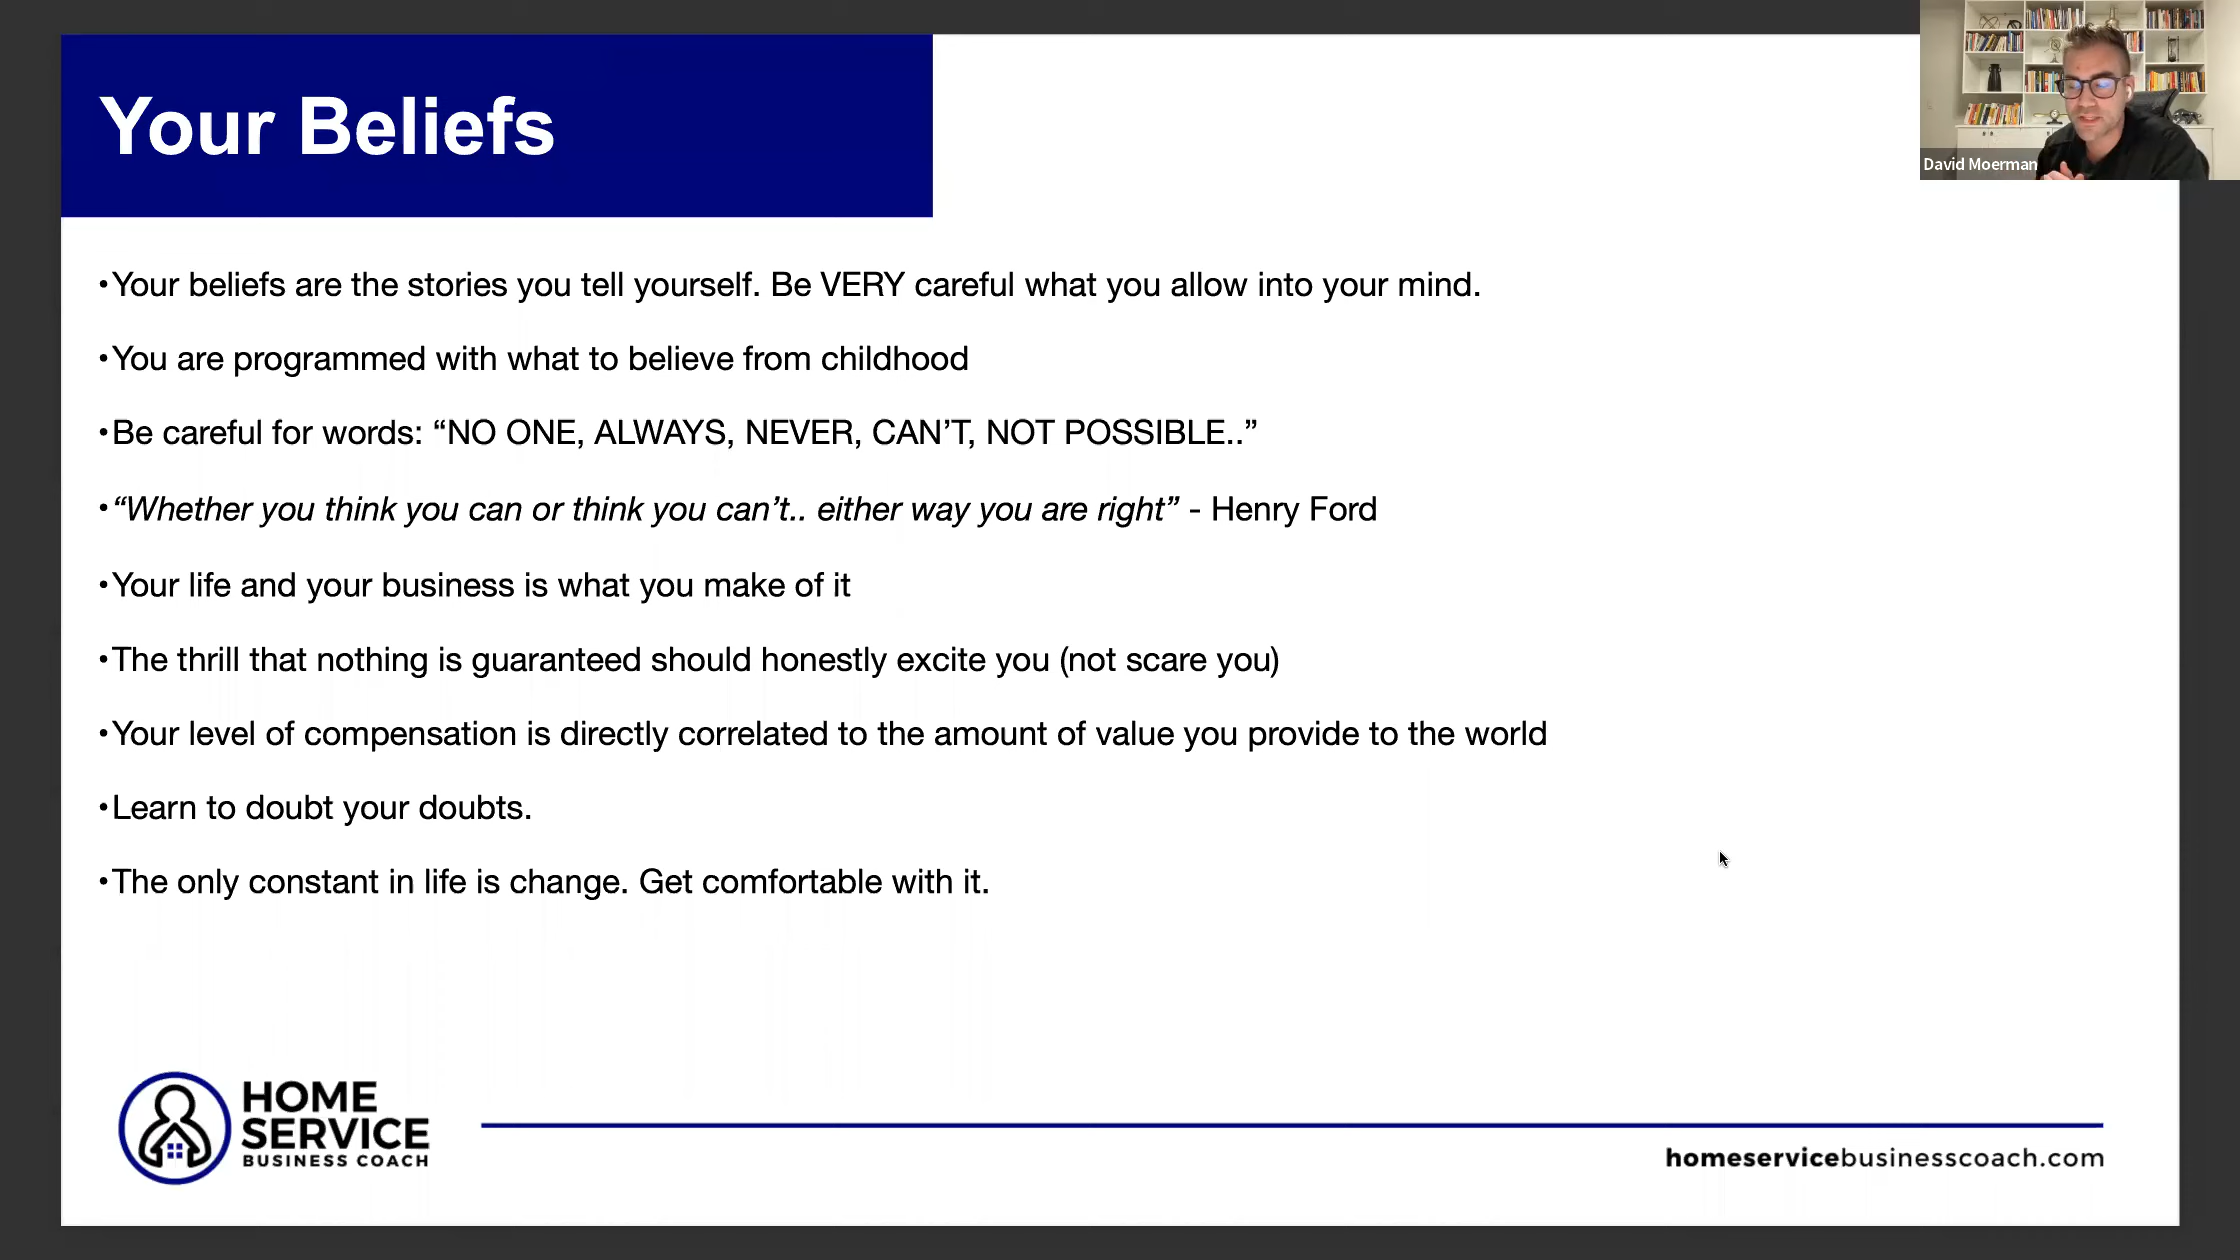 Your Beliefs
David Moerman
•Your beliefs are the stories you tell yourself. Be VERY careful what you allow into your mind.
•You are programmed with what to believe from childhood
•Be careful for words: “NO ONE, ALWAYS, NEVER, CAN’T, NOT POSSIBLE..”
•“Whether you think you can or think you can’t.. either way you are right” - Henry Ford
•Your life and your business is what you make of it
•The thrill that nothing is guaranteed should honestly excite you (not scare you)
•Your level of compensation is directly correlated to the amount of value you provide to the world
•Learn to doubt your doubts.
•The only constant in life is change. Get comfortable with it.
HOME
SERVICE
BUSINESS COACH
homeservicebusinesscoach.com